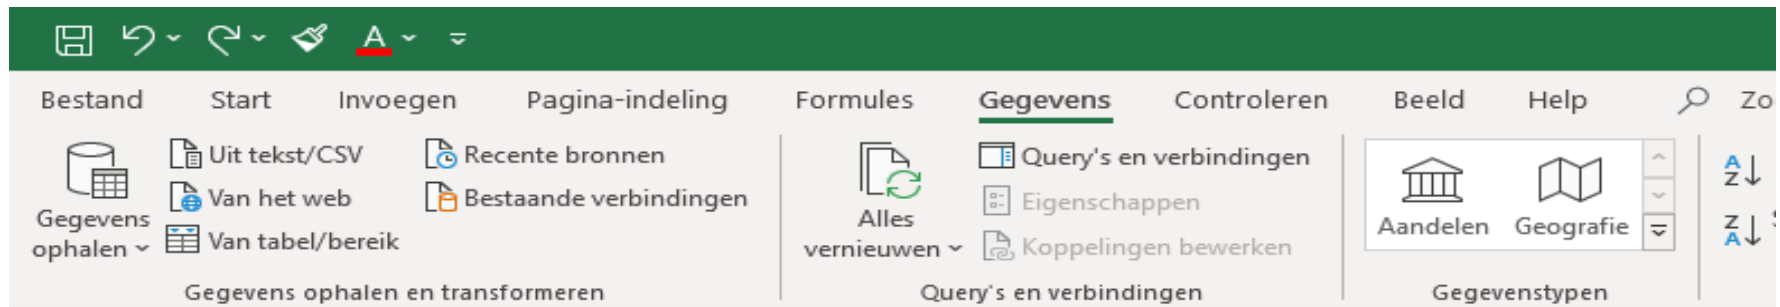 Bestand Start Invoegen Pagina-indeling Formules Gegevens Controleren Beeld Help
Gegevens ophalen
Uit tekst/CSV
Van het web
Van tabel/bereik
Recente bronnen
Bestaande verbindingen
Gegevens ophalen en transformeren
Alles vernieuwen
Query's en verbindingen
Eigenschappen
Koppelingen bewerken
Query's en verbindingen
Aandelen
Geografie
Gegevenstypen